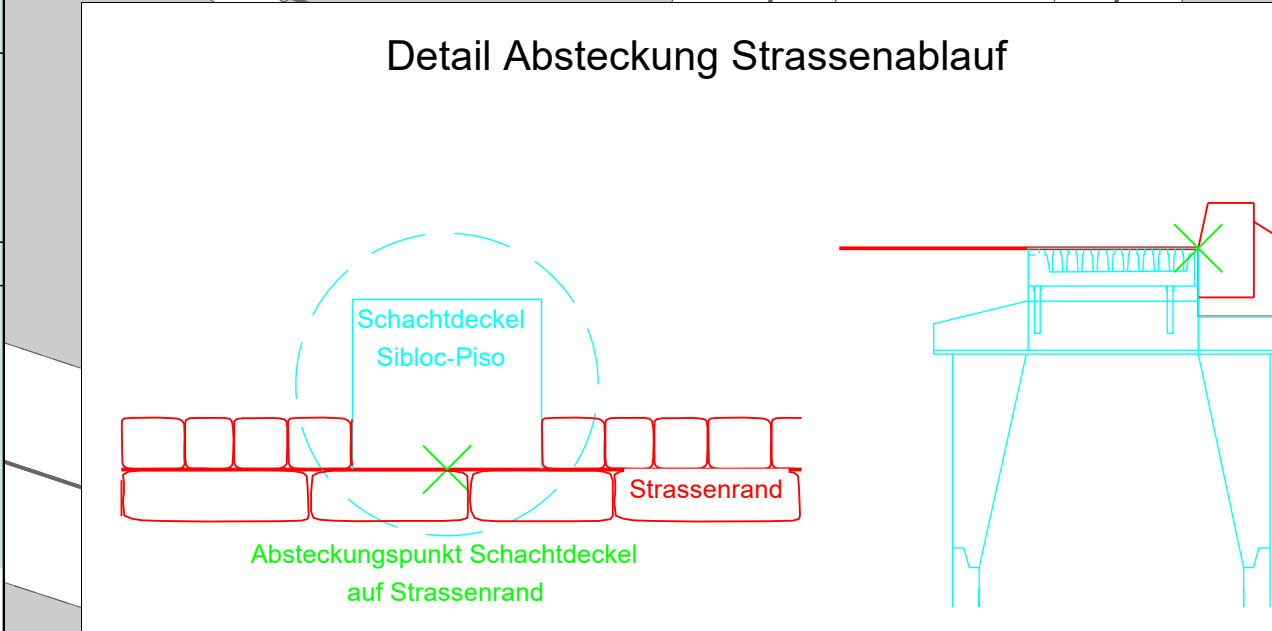 Detail Absteckung Strassenablauf
Schachtdeckel
Sibloc-Piso
Strassenrand
Absteckungspunkt Schachtdeckel
auf Strassenrand